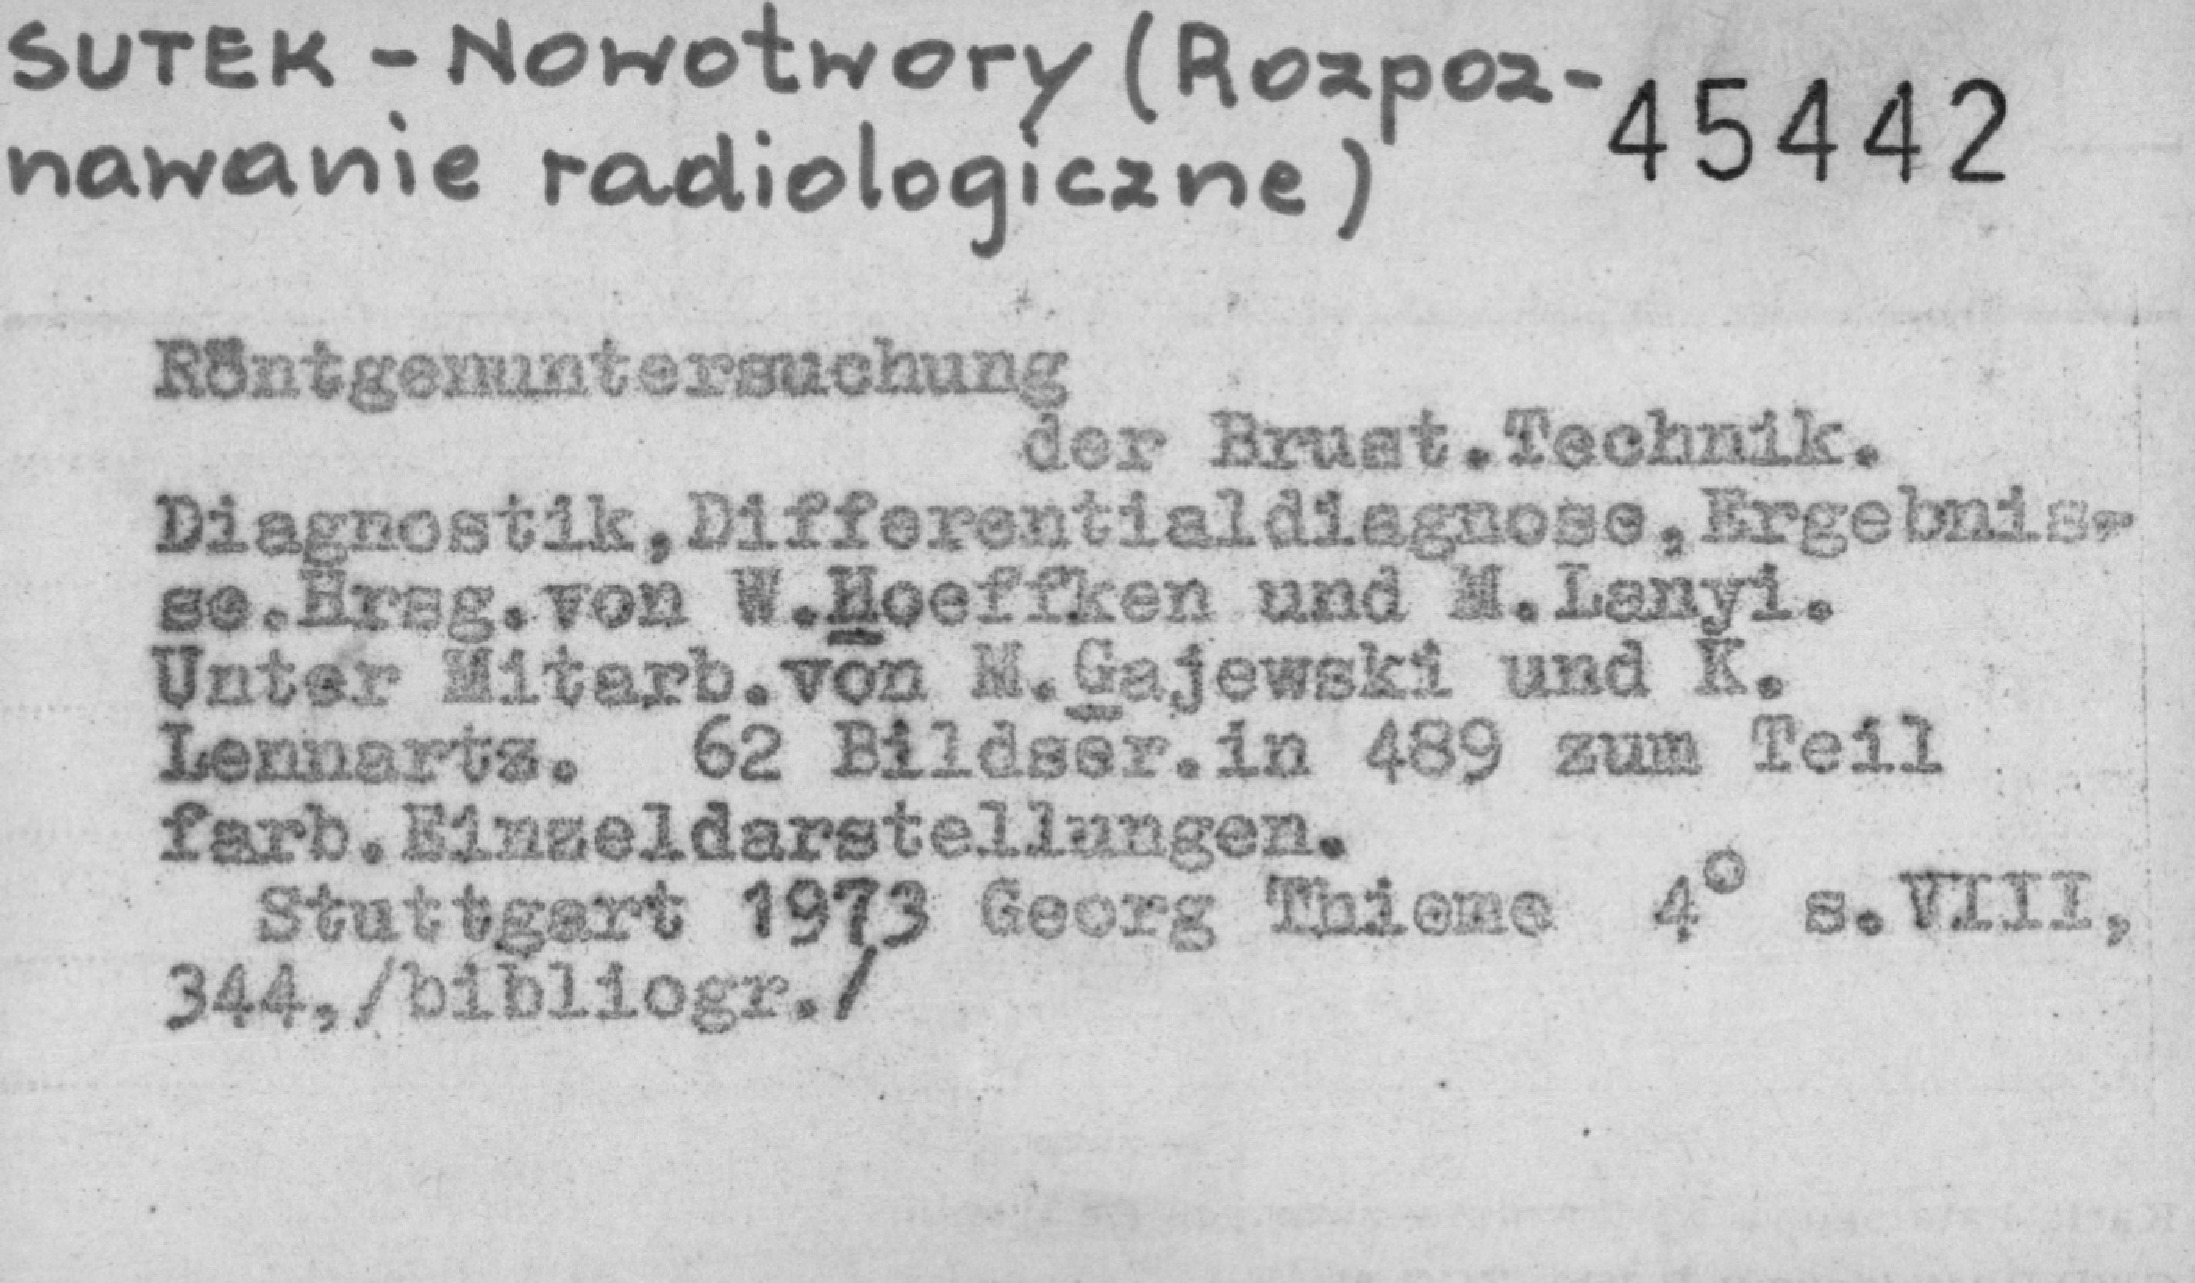 SUTEK - Nowotwory (Rozpoz-
nawanie radiologiczne)
45442
Röntgenuntersuchung
der Brust.Technik.
Diagnostik,Differentialdiagnose,Ergebnis-
se.Hrsg.von W.Hoeffken und M.Lanyi.
Unter Mitarb.von M.Gajewski und K.
Lennartz. 62 Bildser.in 489 zum Teil
farb.Einzeldarstellungen.
Stuttgart 1973 Georg Thieme 4° s.VIII,
344,/bibliogr./